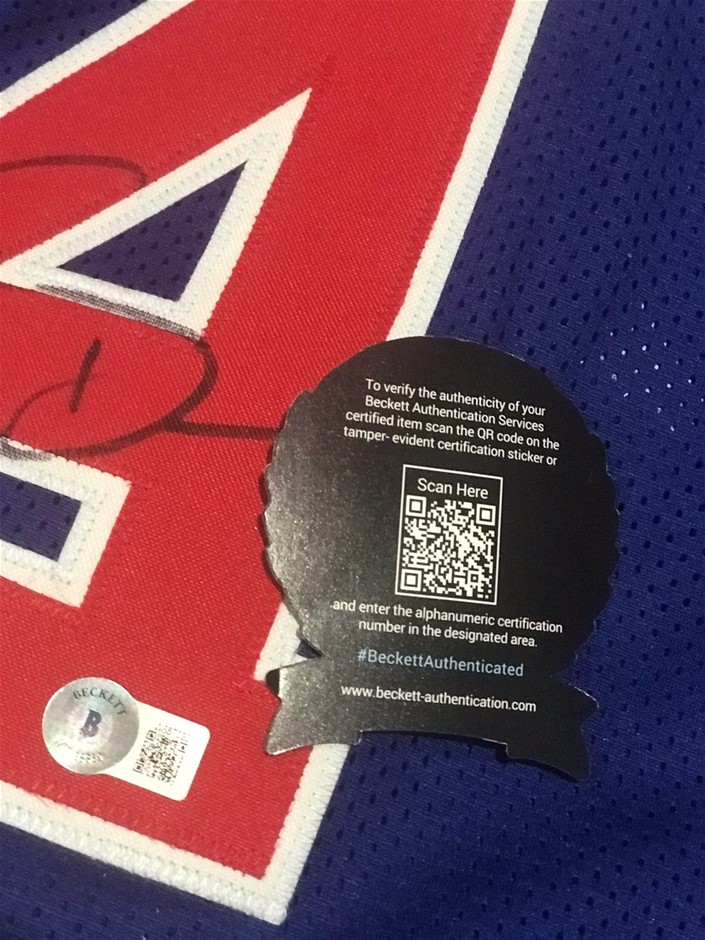 4
To verify the authenticity of your
Beckett Authentication Services
certified item scan the QR code on the
tamper- evident certification sticker or
Scan Here
and enter the alphanumeric certification
number in the designated area.
#BeckettAuthenticated
www.beckett-authentication.com
BECKETT
B